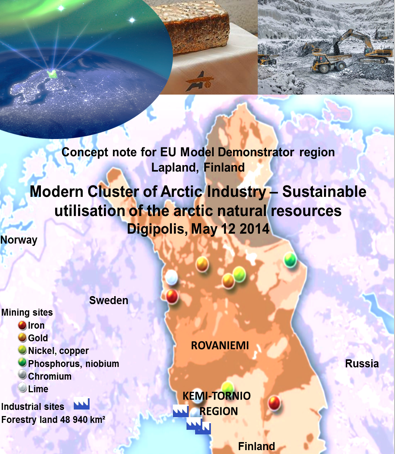 Concept note for EU Model Demonstrator region
Lapland, Finland
Modern Cluster of Arctic Industry – Sustainable
utilisation of the arctic natural resources
Digipolis, May 12 2014
Norway
Sweden
Mining sites
Iron
Gold
Nickel, copper
Phosphorus, niobium
Chromium
Lime
Industrial sites
Forestry land 48 940 km²
ROVANIEMI
Russia
KEMI-TORNIO
REGION
Finland